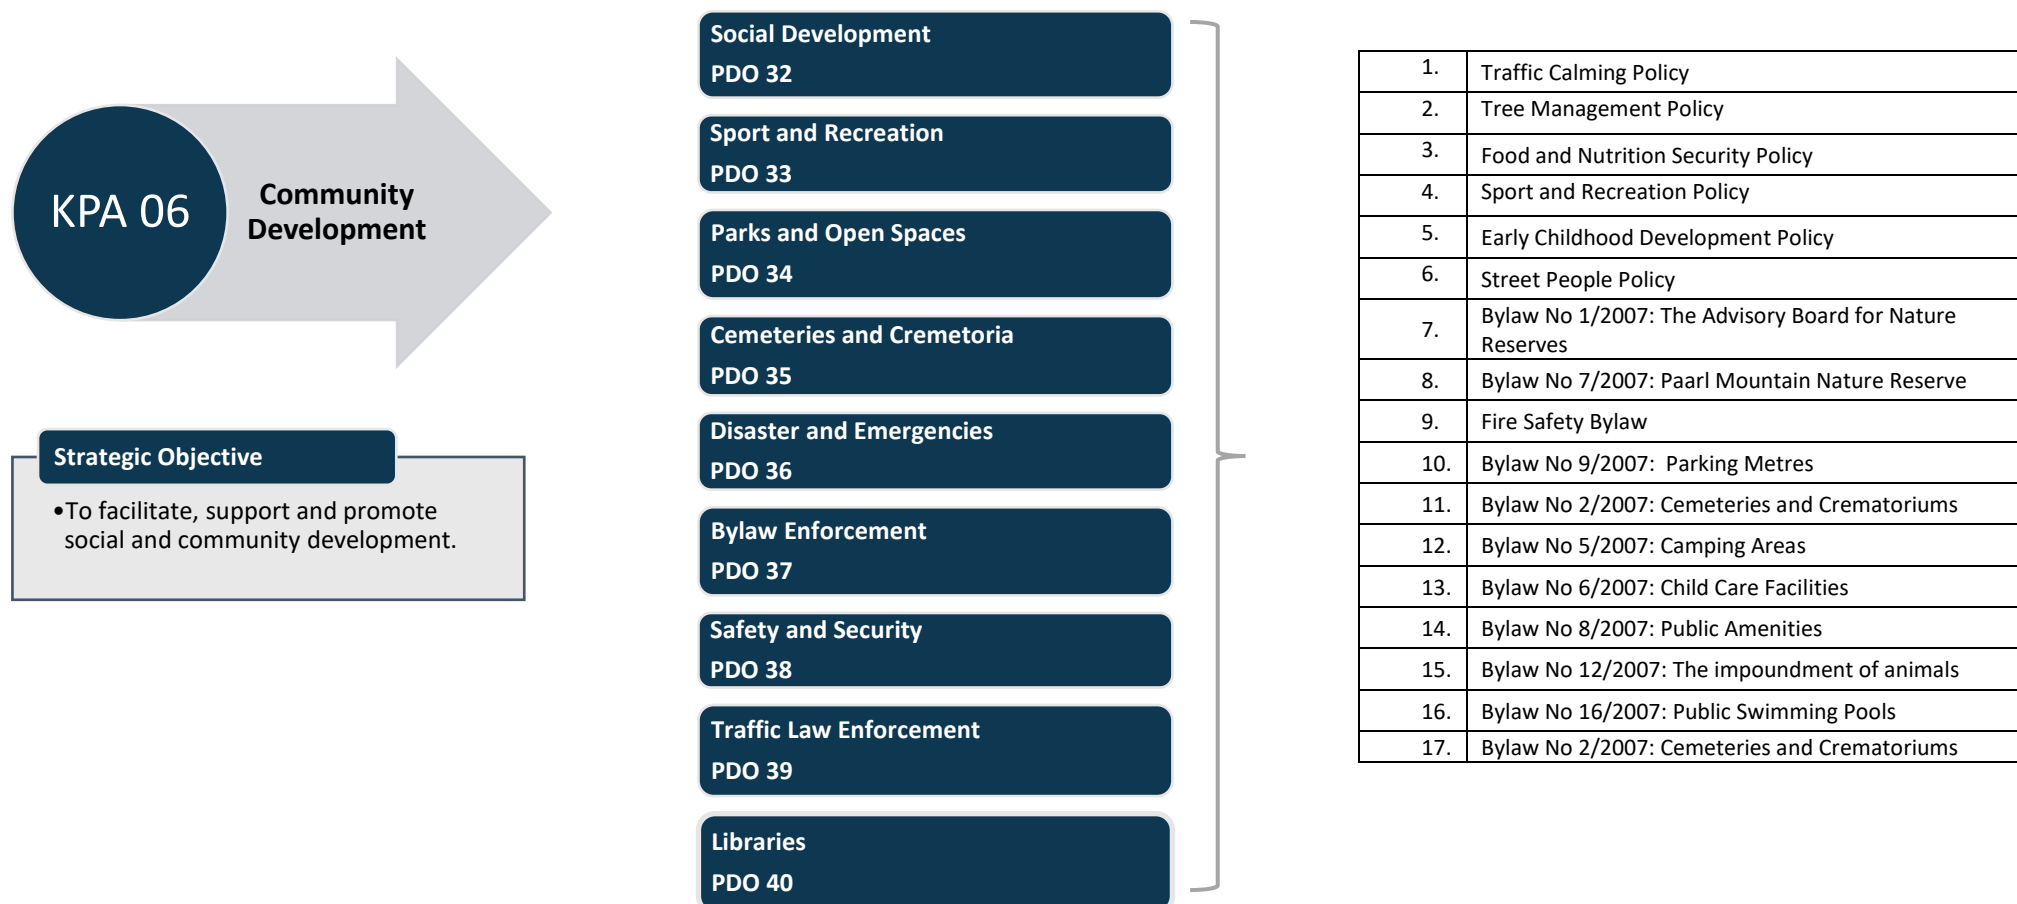 KPA 06
Community
Development
Strategic Objective
•To facilitate, support and promote
social and community development.
Social Development
PDO 32
Sport and Recreation
PDO 33
Parks and Open Spaces
PDO 34
Cemeteries and Cremetoria
PDO 35
Disaster and Emergencies
PDO 36
Bylaw Enforcement
PDO 37
Safety and Security
PDO 38
Traffic Law Enforcement
PDO 39
Libraries
PDO 40
1. Traffic Calming Policy
2. Tree Management Policy
3. Food and Nutrition Security Policy
4. Sport and Recreation Policy
5. Early Childhood Development Policy
6. Street People Policy
7. Bylaw No 1/2007: The Advisory Board for Nature
Reserves
8. Bylaw No 7/2007: Paarl Mountain Nature Reserve
9. Fire Safety Bylaw
10. Bylaw No 9/2007: Parking Metres
11. Bylaw No 2/2007: Cemeteries and Crematoriums
12. Bylaw No 5/2007: Camping Areas
13. Bylaw No 6/2007: Child Care Facilities
14. Bylaw No 8/2007: Public Amenities
15. Bylaw No 12/2007: The impoundment of animals
16. Bylaw No 16/2007: Public Swimming Pools
17. Bylaw No 2/2007: Cemeteries and Crematoriums